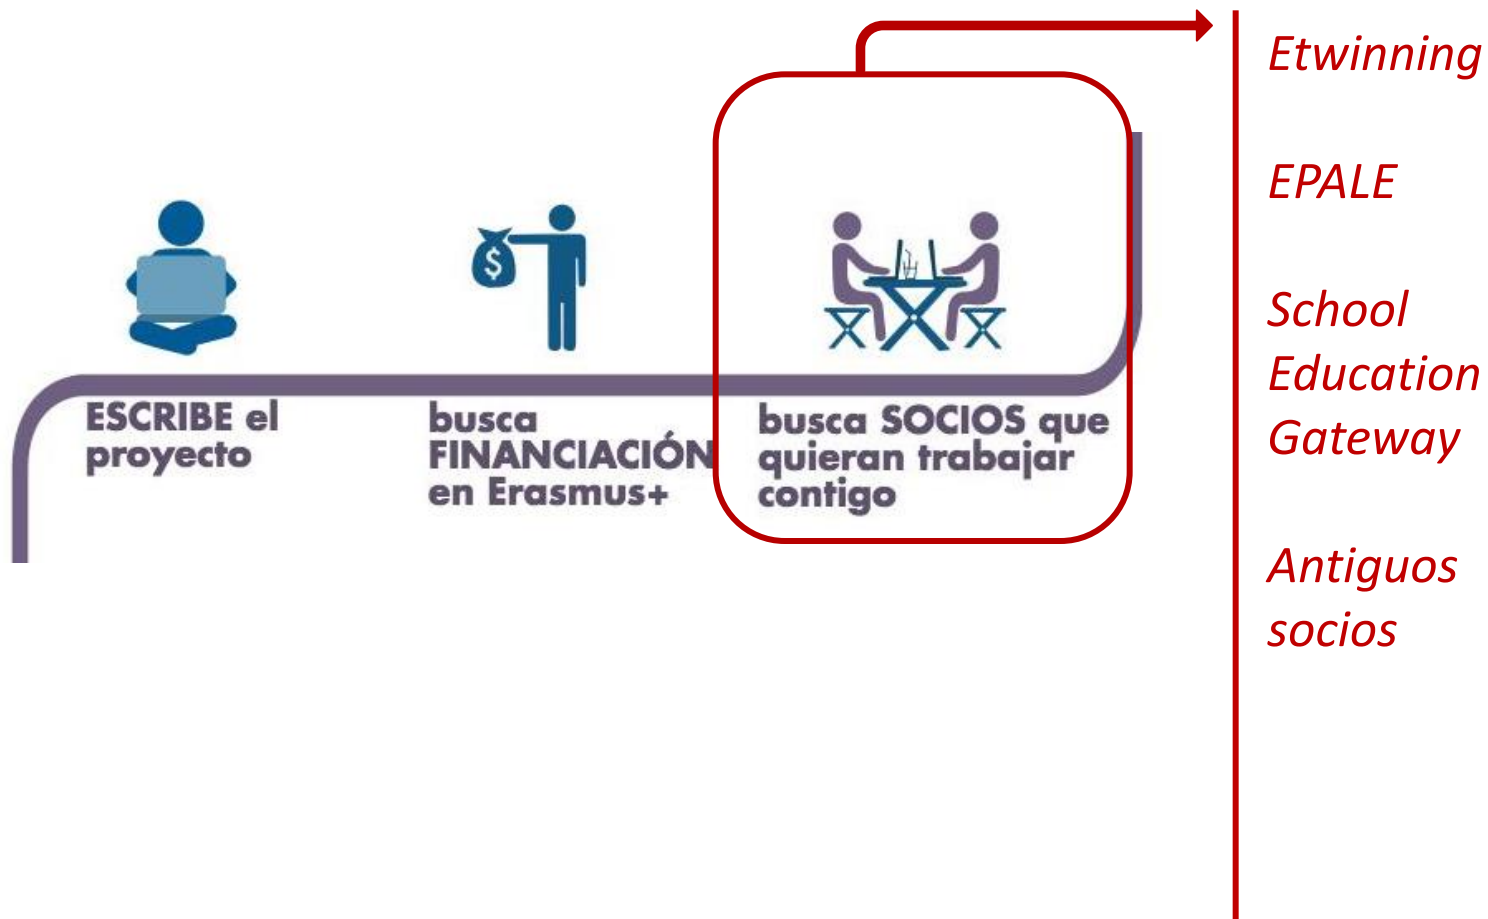 ESCRIBE el
proyecto
busca
FINANCIACIÓN
en Erasmus+
busca SOCIOS que
quieran trabajar
contigo
Etwinning
EPALE
School
Education
Gateway
Antiguos
socios
$